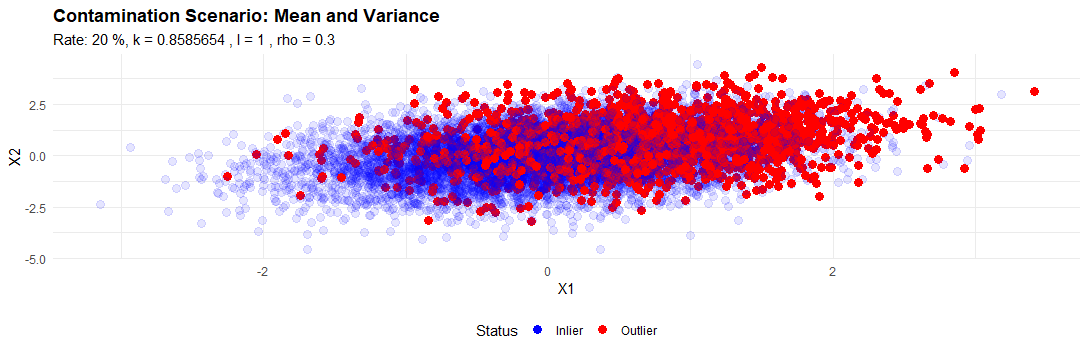 Contamination Scenario: Mean and Variance
Rate: 20 %, k = 0.8585654 , l = 1 , rho = 0.3
X2
2.5
0.0
-2.5
-5.0
-2
0
2
X1
Status
Inlier
Outlier